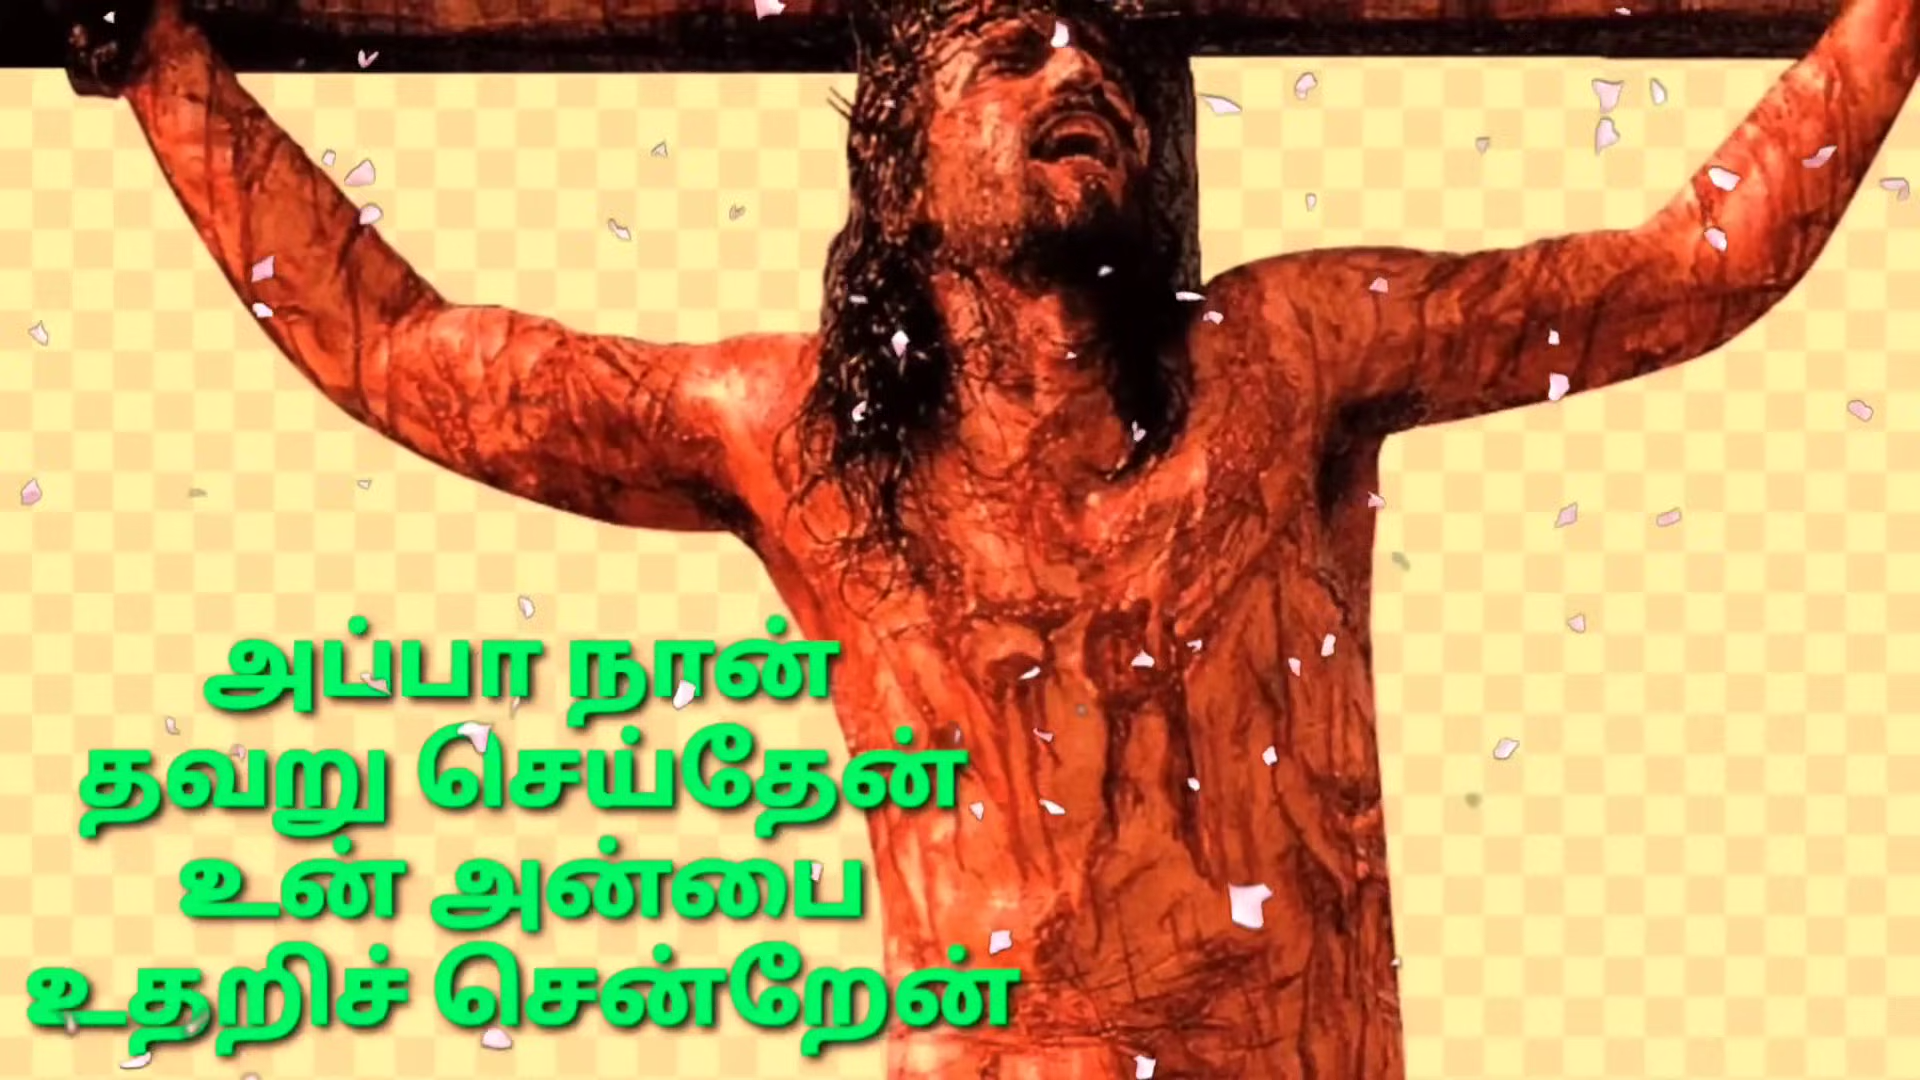 அப்பா நான்
தவறு செய்தேன்
உன் அன்பை
உதறிச் சென்றேன்